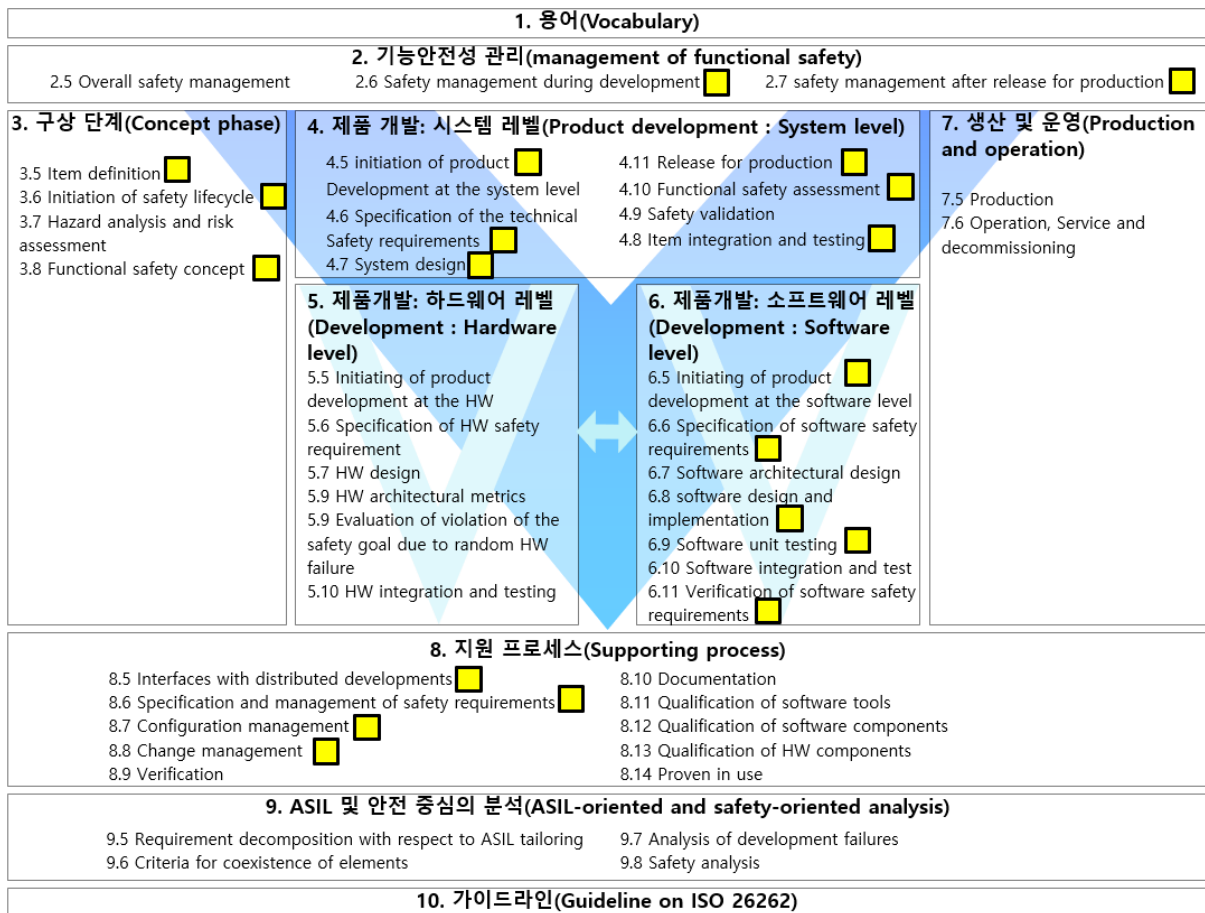 1. 용어(Vocabulary)
2. 기능안전성 관리(management of functional safety)
2.5 Overall safety management
2.6 Safety management during development
2.7 safety management after release for production
3. 구상 단계(Concept phase)
3.5 Item definition
3.6 Initiation of safety lifecycle
3.7 Hazard analysis and risk
assessment
3.8 Functional safety concept
4. 제품 개발: 시스템 레벨(Product development : System level)
4.5 initiation of product
Development at the system level
4.6 Specification of the technical
Safety requirements
4.7 System design
4.11 Release for production
4.10 Functional safety assessment
4.9 Safety validation
4.8 Item integration and testing
7. 생산 및 운영(Production
and operation)
7.5 Production
7.6 Operation, Service and
decommissioning
5. 제품개발: 하드웨어 레벨
(Development : Hardware
level)
5.5 Initiating of product
development at the HW
5.6 Specification of HW safety
requirement
5.7 HW design
5.9 HW architectural metrics
5.9 Evaluation of violation of the
safety goal due to random HW
failure
5.10 HW integration and testing
6. 제품개발: 소프트웨어 레벨
(Development : Software
level)
6.5 Initiating of product
development at the software level
6.6 Specification of software safety
requirements
6.7 Software architectural design
6.8 software design and
implementation
6.9 Software unit testing
6.10 Software integration and test
6.11 Verification of software safety
requirements
8. 지원 프로세스(Supporting process)
8.5 Interfaces with distributed developments
8.6 Specification and management of safety requirements
8.7 Configuration management
8.8 Change management
8.9 Verification
8.10 Documentation
8.11 Qualification of software tools
8.12 Qualification of software components
8.13 Qualification of HW components
8.14 Proven in use
9. ASIL 및 안전 중심의 분석(ASIL-oriented and safety-oriented analysis)
9.5 Requirement decomposition with respect to ASIL tailoring
9.6 Criteria for coexistence of elements
9.7 Analysis of development failures
9.8 Safety analysis
10. 가이드라인(Guideline on ISO 26262)